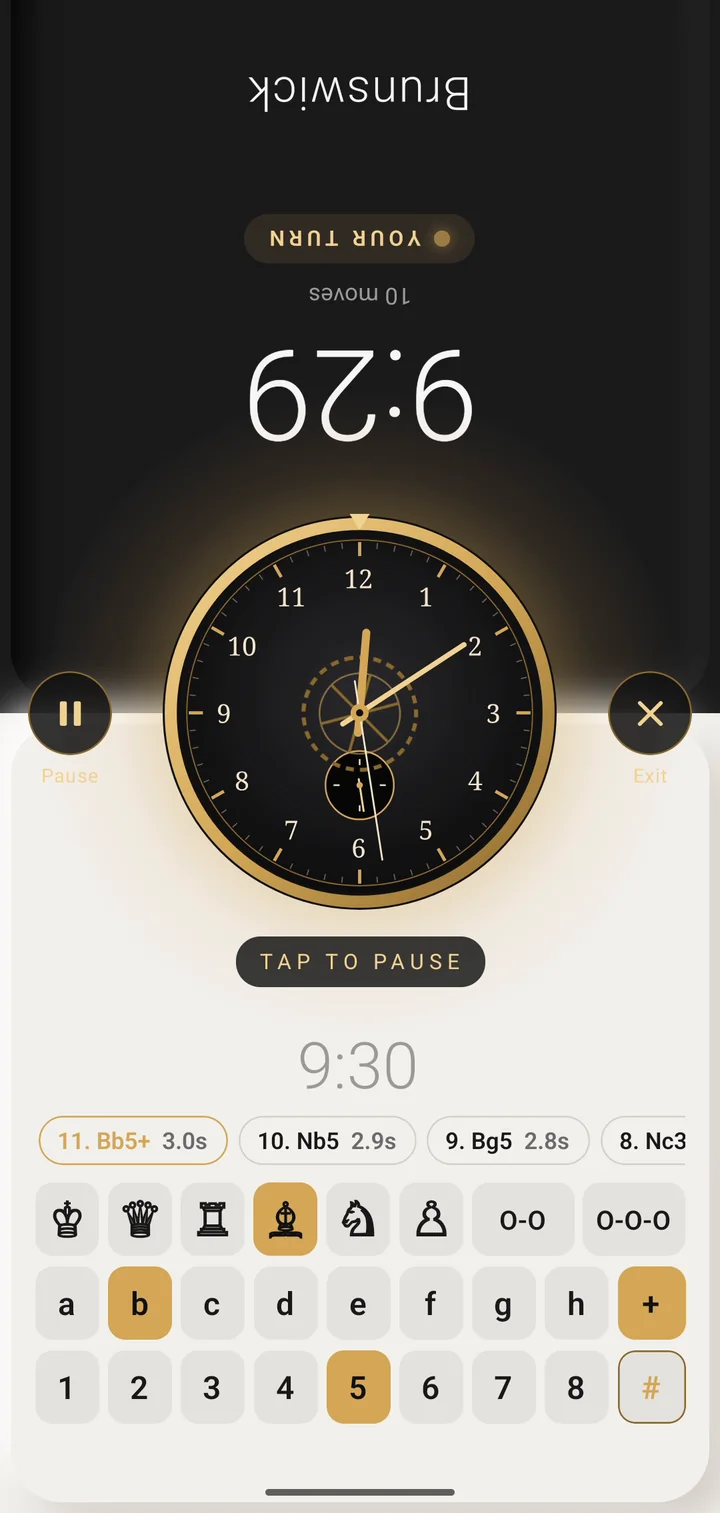 Brunswick
YOUR TURN
10 moves
9:29
12
11 1
10 2
9 3
8 4
7 5
6
Pause
Exit
TAP TO PAUSE
9:30
11. Bb5+ 3.0s 10. Nb5 2.9s 9. Bg5 2.8s 8. Nc3
O-O O-O-O
a b c d e f g h +
1 2 3 4 5 6 7 8 #